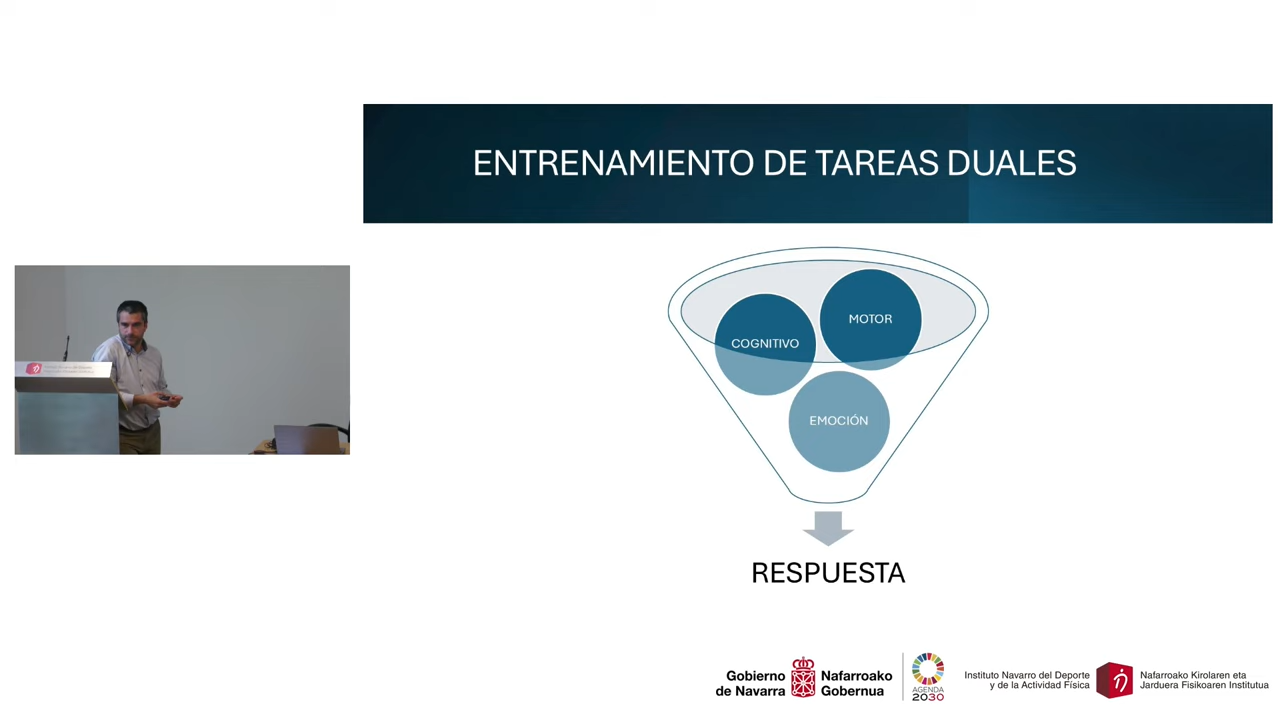 ENTRENAMIENTO DE TAREAS DUALES
MOTOR
COGNITIVO
EMOCIÓN
RESPUESTA
Gobierno
de Navarra
Nafarroako
Gobernua
AGENDA
2030
Instituto Navarro del Deporte
y de la Actividad Física
Nafarroako Kirolaren eta
Jarduera Fisikoaren Institutua